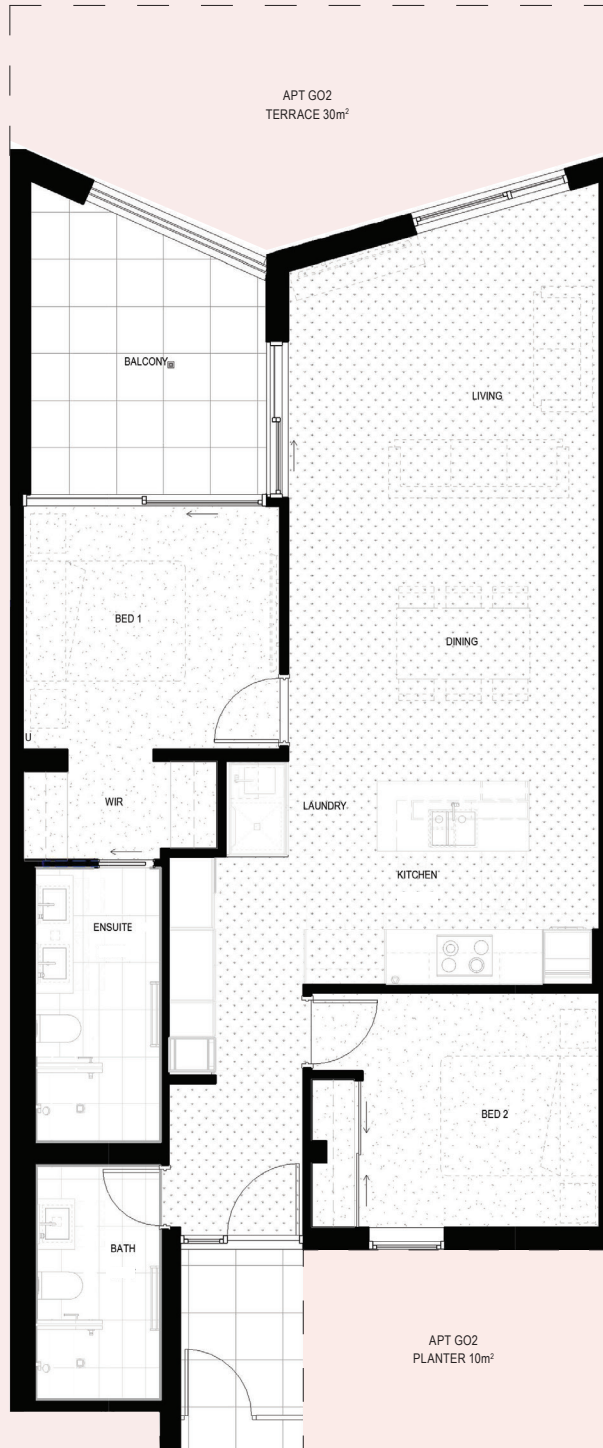 APT GO2
TERRACE 30m²
BALCONY
LIVING
BED 1
DINING
U
WIR
LAUNDRY
KITCHEN
ENSUITE
BED 2
BATH
APT GO2
PLANTER 10m²